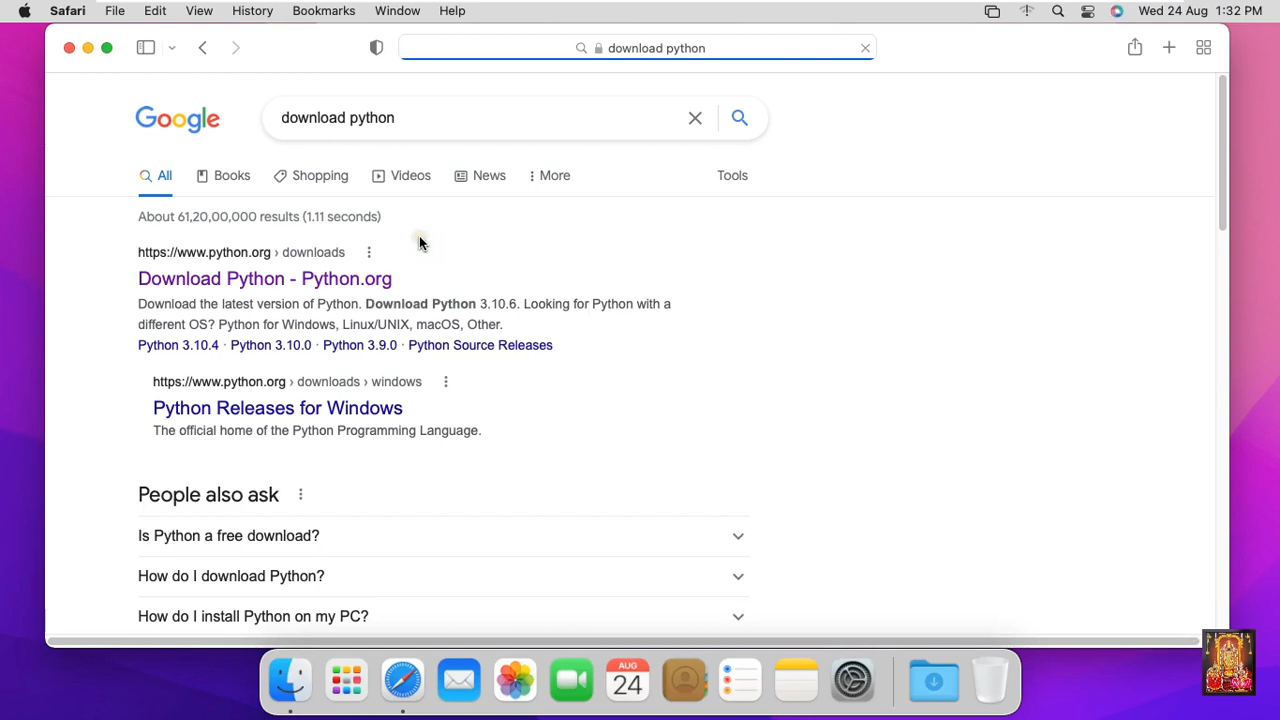 Safari File Edit View History Bookmarks Window Help Wed 24 Aug 1:32 PM
download python
Google download python
All Books Shopping Videos News More Tools
About 61,20,00,000 results (1.11 seconds)
https://www.python.org › downloads
Download Python - Python.org
Download the latest version of Python. Download Python 3.10.6. Looking for Python with a
different OS? Python for Windows, Linux/UNIX, macOS, Other.
Python 3.10.4 · Python 3.10.0 · Python 3.9.0 · Python Source Releases
https://www.python.org › downloads › windows
Python Releases for Windows
The official home of the Python Programming Language.
People also ask
Is Python a free download?
How do I download Python?
How do I install Python on my PC?
AUG
24